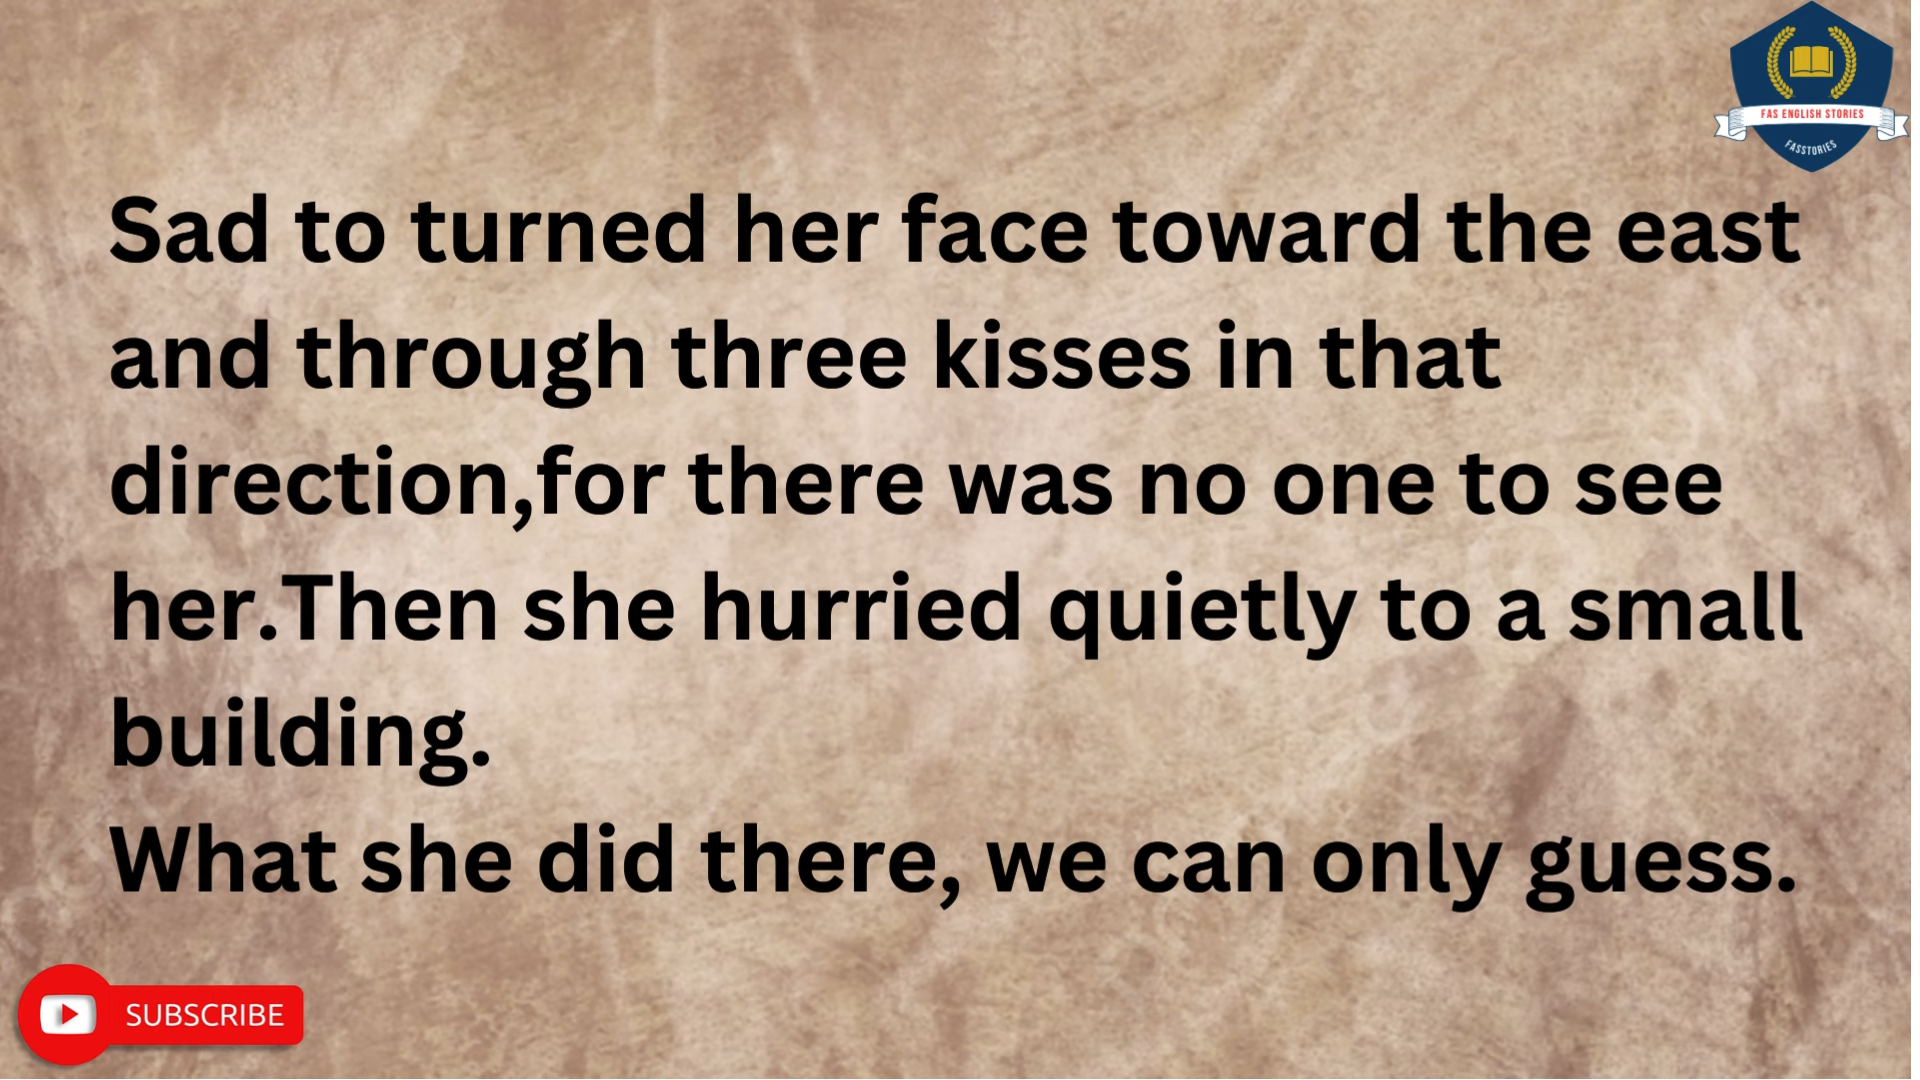 FAS ENGLISH STORIES
FASSTORIES
Sad to turned her face toward the east
and through three kisses in that
direction,for there was no one to see
her.Then she hurried quietly to a small
building.
What she did there, we can only guess.
SUBSCRIBE